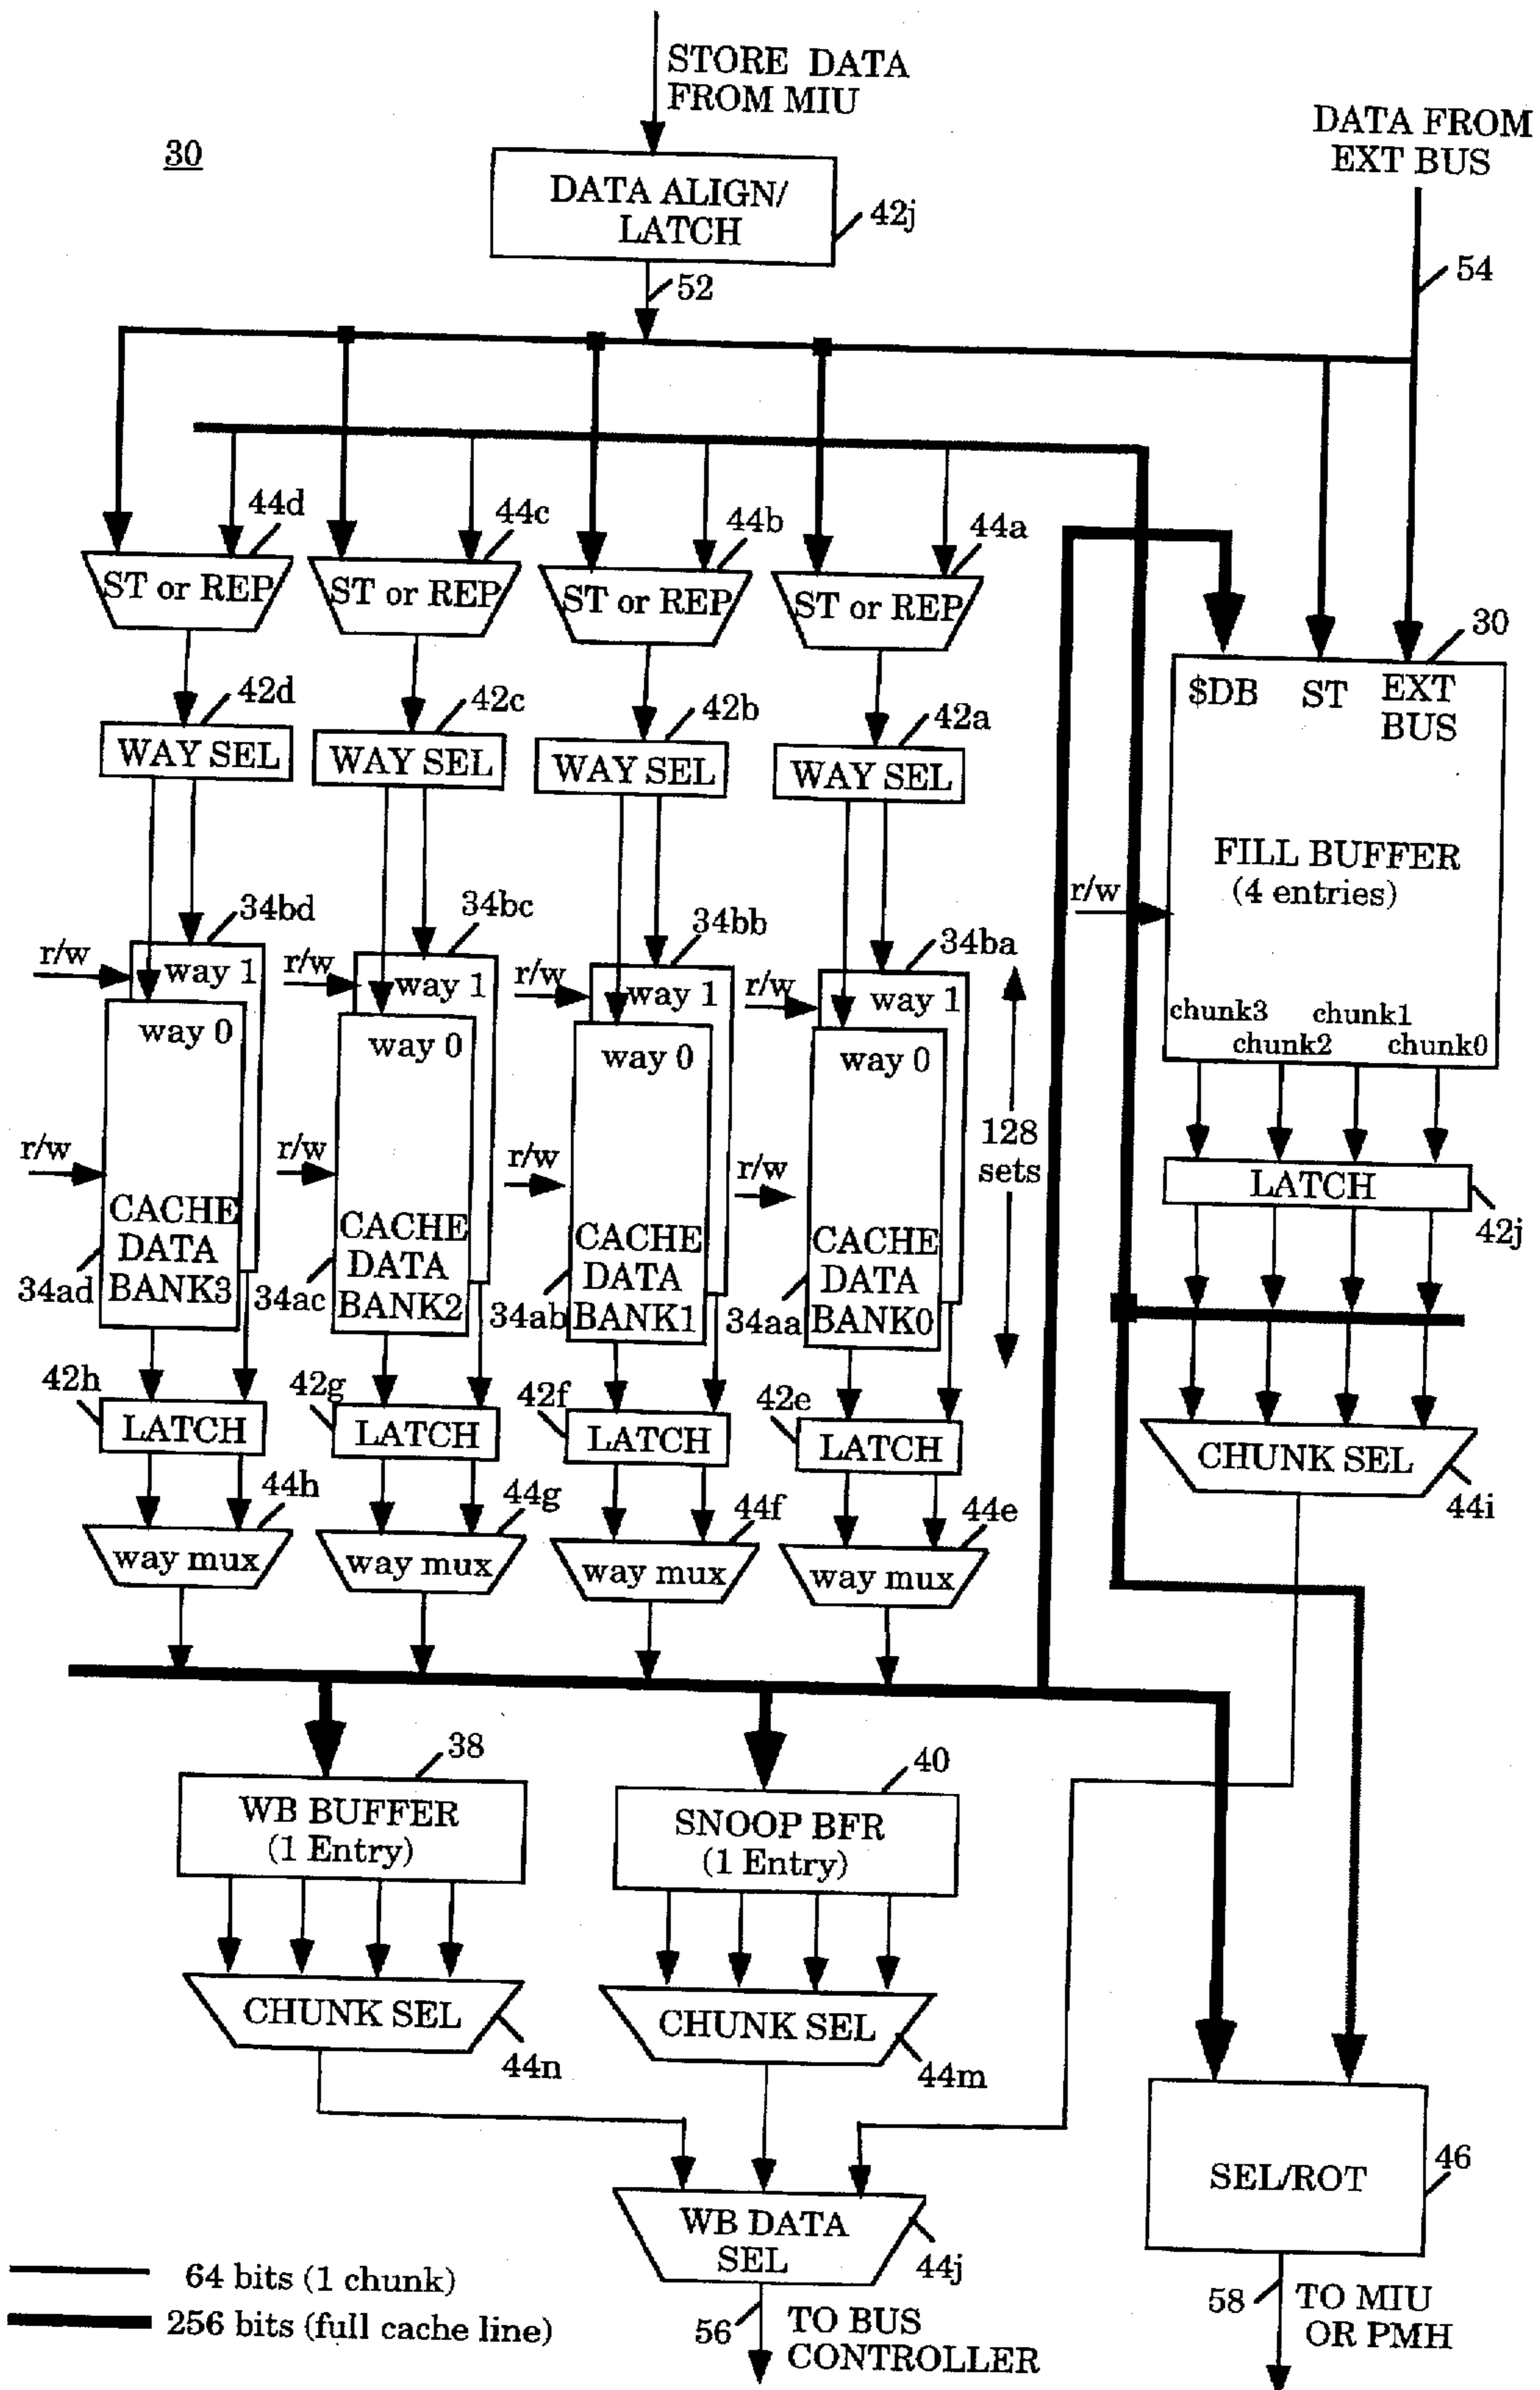 STORE DATA
FROM MIU
DATA FROM
EXT BUS
30
DATA ALIGN/
LATCH
42j
52
54
44d
44c
44b
44a
ST or REP
ST or REP
ST or REP
ST or REP
30
$DB
ST
EXT
BUS
42d
42c
42b
42a
WAY SEL
WAY SEL
WAY SEL
WAY SEL
FILL BUFFER
(4 entries)
r/w
34bd
34bc
34bb
34ba
r/w
way 1
r/w
way 1
r/w
way 1
r/w
way 1
way 0
way 0
way 0
way 0
chunk3
chunk1
chunk2
chunk0
128
sets
r/w
r/w
r/w
r/w
LATCH
42j
CACHE
DATA
BANK3
CACHE
DATA
BANK2
CACHE
DATA
BANK1
CACHE
DATA
BANK0
34ad
34ac
34ab
34aa
42h
42g
42f
42e
LATCH
LATCH
LATCH
LATCH
CHUNK SEL
44i
44h
44g
44f
44e
way mux
way mux
way mux
way mux
38
40
WB BUFFER
(1 Entry)
SNOOP BFR
(1 Entry)
CHUNK SEL
44n
CHUNK SEL
44m
SEL/ROT
46
WB DATA
SEL
44j
64 bits (1 chunk)
256 bits (full cache line)
56
TO BUS
CONTROLLER
58
TO MIU
OR PMH